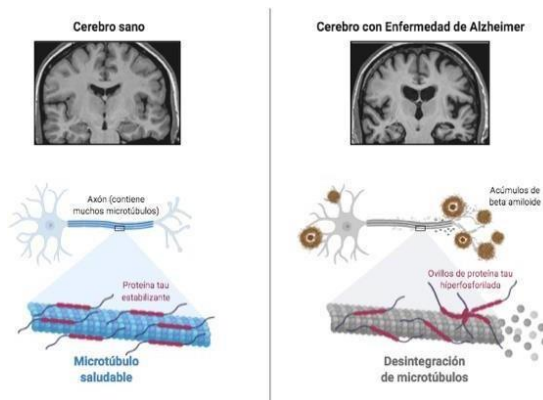 Cerebro sano
Axón (contiene
muchos microtúbulos)
Proteína tau
estabilizante
Microtúbulo
saludable
Cerebro con Enfermedad de Alzheimer
Acúmulos de
beta amiloide
Ovillos de proteína tau
hiperfosforilada
Desintegración
de microtúbulos